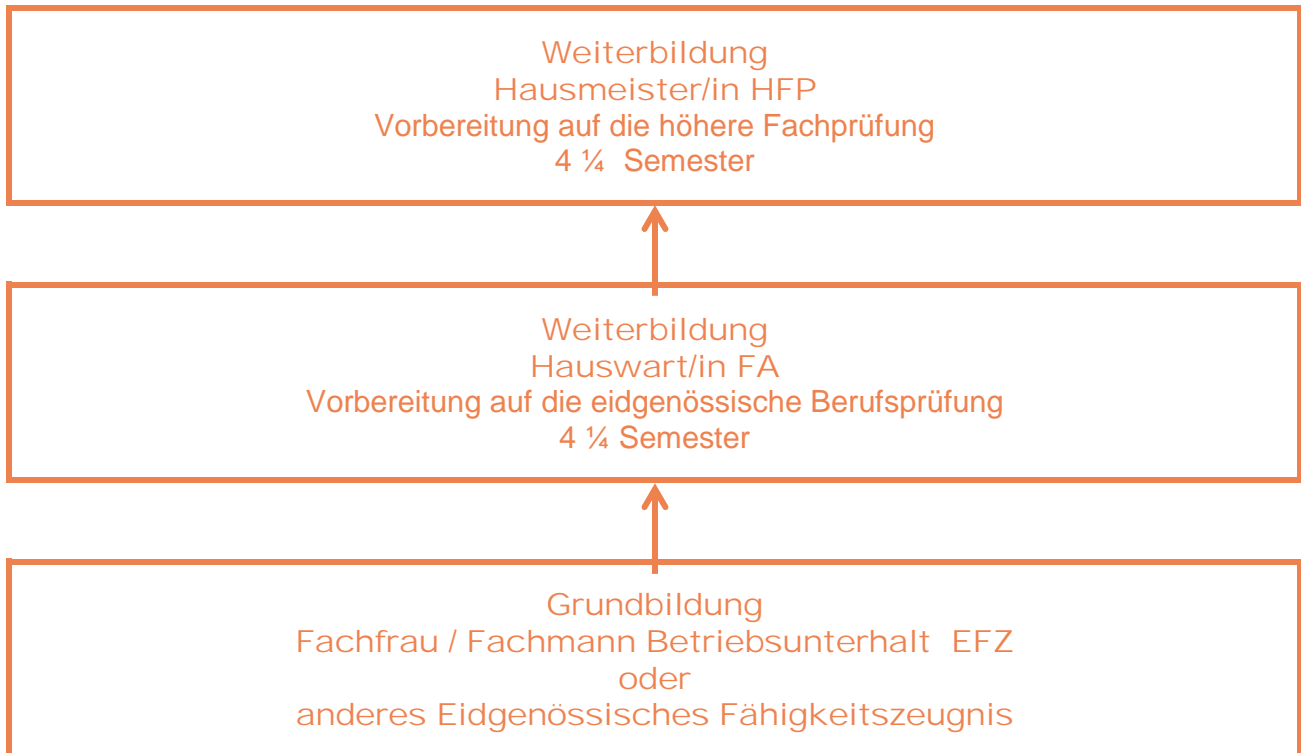 Weiterbildung
Hausmeister/in HFP
Vorbereitung auf die höhere Fachprüfung
4 ¼ Semester
Weiterbildung
Hauswart/in FA
Vorbereitung auf die eidgenössische Berufsprüfung
4 ¼ Semester
Grundbildung
Fachfrau / Fachmann Betriebsunterhalt EFZ
oder
anderes Eidgenössisches Fähigkeitszeugnis